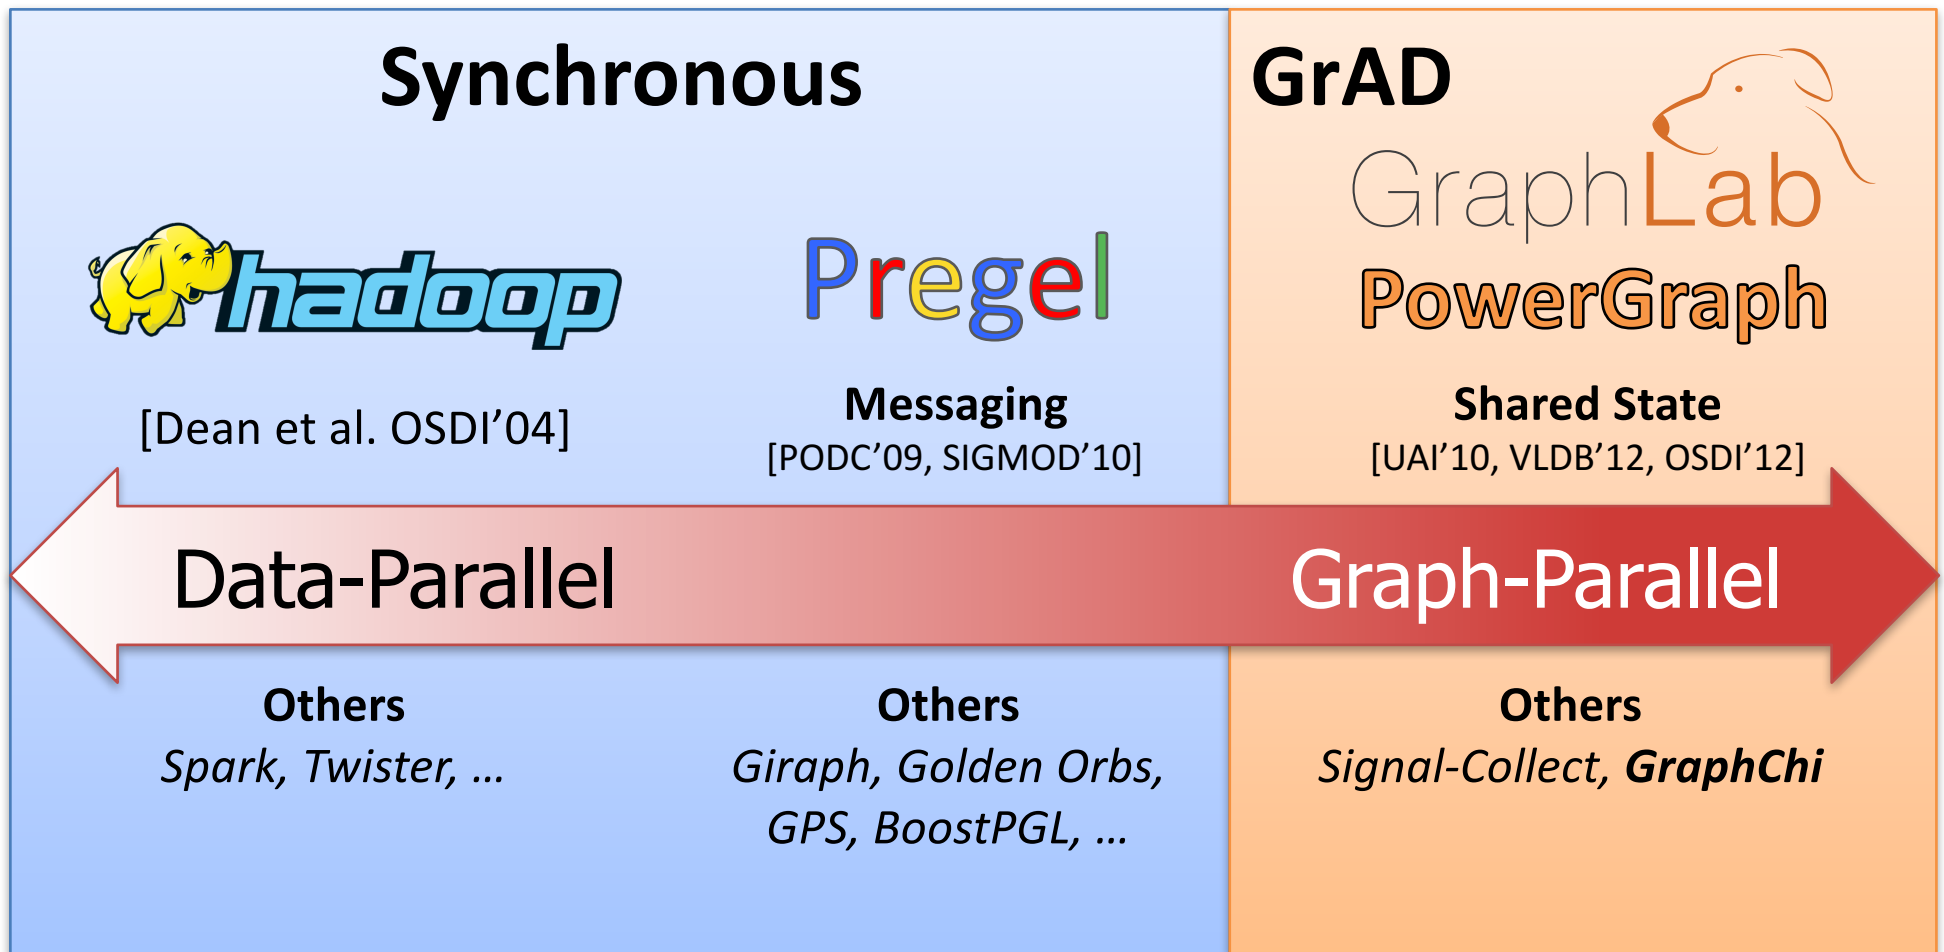 Synchronous
GrAD
hadoop
Pregel
GraphLab
PowerGraph
[Dean et al. OSDI’04]
Messaging
[PODC’09, SIGMOD’10]
Shared State
[UAI’10, VLDB’12, OSDI’12]
Data-Parallel
Graph-Parallel
Others
Spark, Twister, …
Others
Giraph, Golden Orbs,
GPS, BoostPGL, …
Others
Signal-Collect, GraphChi